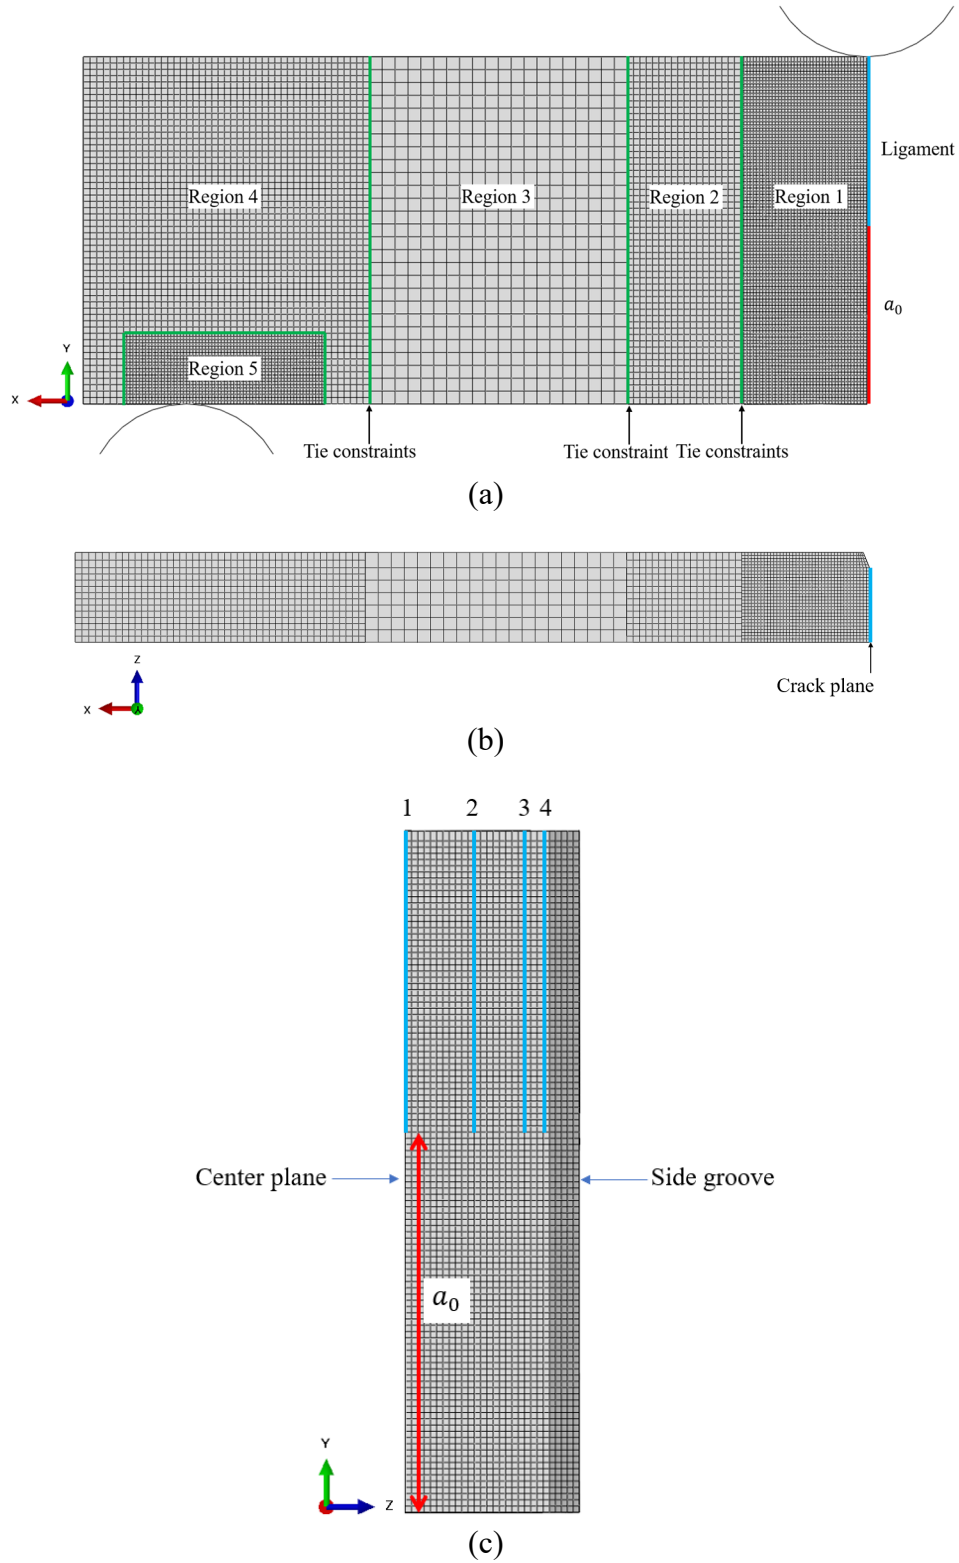 Ligament
Region 4
Region 3
Region 2
Region 1
a₀
Y
Region 5
X
Tie constraints
Tie constraint
Tie constraints
(a)
Z
X
Y
Crack plane
(b)
1 2 3 4
Center plane
Side groove
a₀
Y
Z
(c)